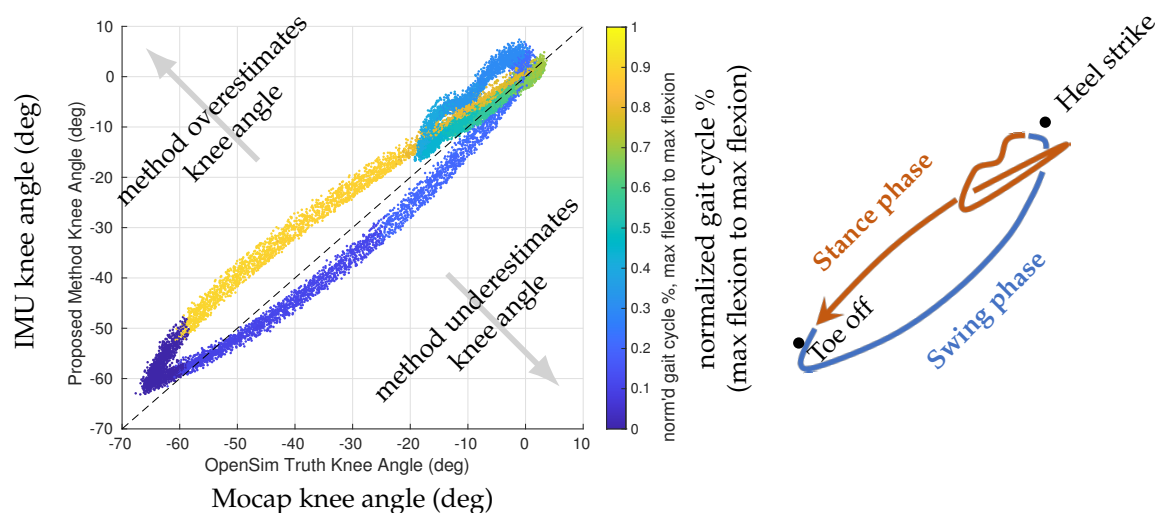 IMU knee angle (deg)
Proposed Method Knee Angle (deg)
10
0
-10
-20
-30
-40
-50
-60
-70
method overestimates
knee angle
method underestimates
knee angle
-70
-60
-50
-40
-30
-20
-10
0
10
OpenSim Truth Knee Angle (deg)
Mocap knee angle (deg)
1
0.9
0.8
0.7
0.6
0.5
0.4
0.3
0.2
0.1
0
norm'd gait cycle %, max flexion to max flexion
normalized gait cycle %
(max flexion to max flexion)
Heel strike
Stance phase
Toe off
Swing phase